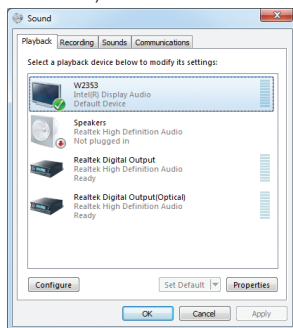 Sound
Playback Recording Sounds Communications
Select a playback device below to modify its settings:
W2353
Intel(R) Display Audio
Default Device
Speakers
Realtek High Definition Audio
Not plugged in
Realtek Digital Output
Realtek High Definition Audio
Ready
Realtek Digital Output(Optical)
Realtek High Definition Audio
Ready
Configure Set Default Properties
OK Cancel Apply